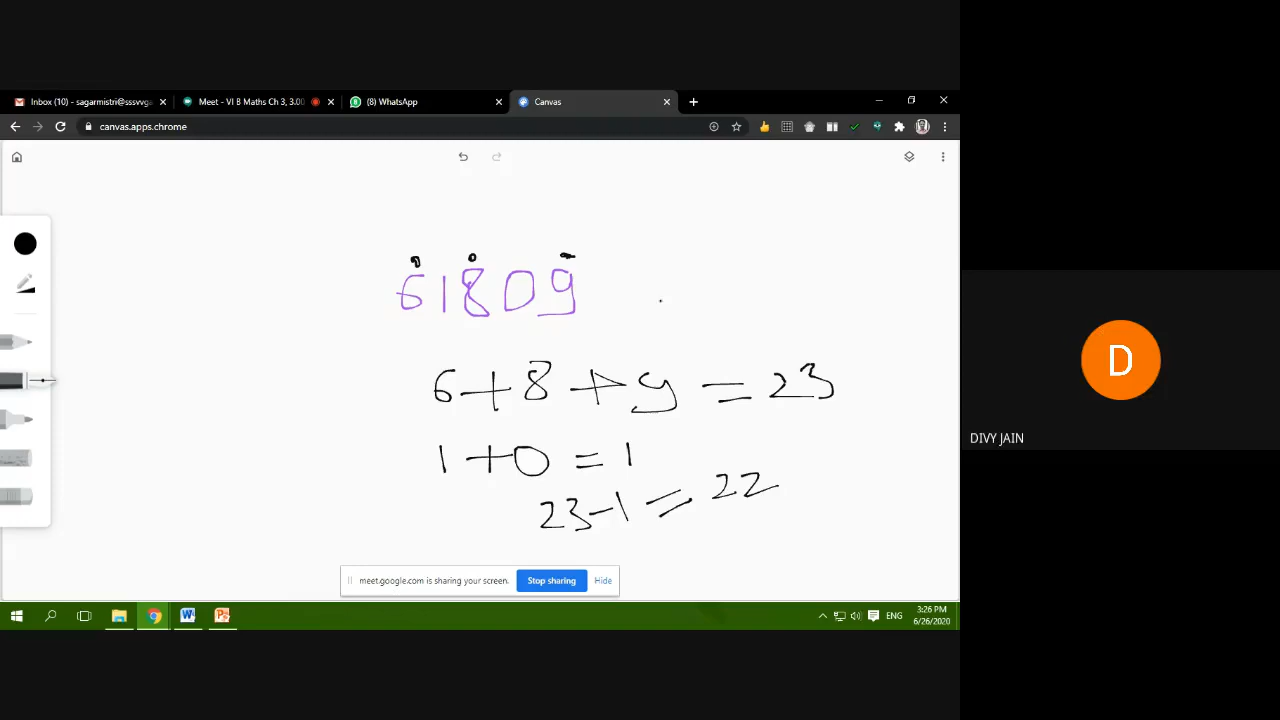 Inbox (10) - sagarmistri@sssvvga
Meet - VI B Maths Ch 3, 3.00
(8) WhatsApp
Canvas
canvas.apps.chrome
61809
6+8+9=23
1+0=1
23-1=22
D
DIVY JAIN
meet.google.com is sharing your screen.
Stop sharing
Hide
ENG
3:26 PM
6/26/2020